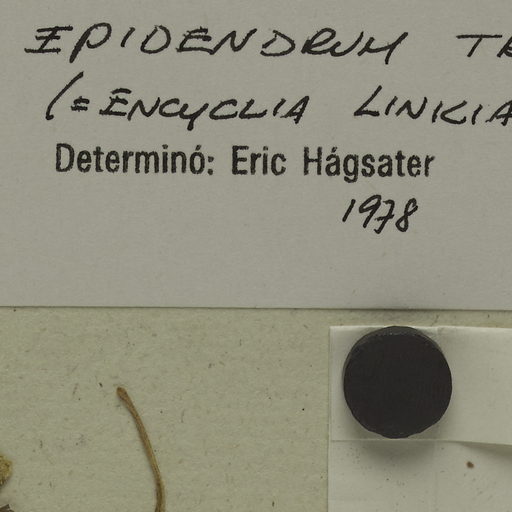 EPIDENDRUM
(= ENCYCLIA LINKIA
Determinó: Eric Hágsater
1978